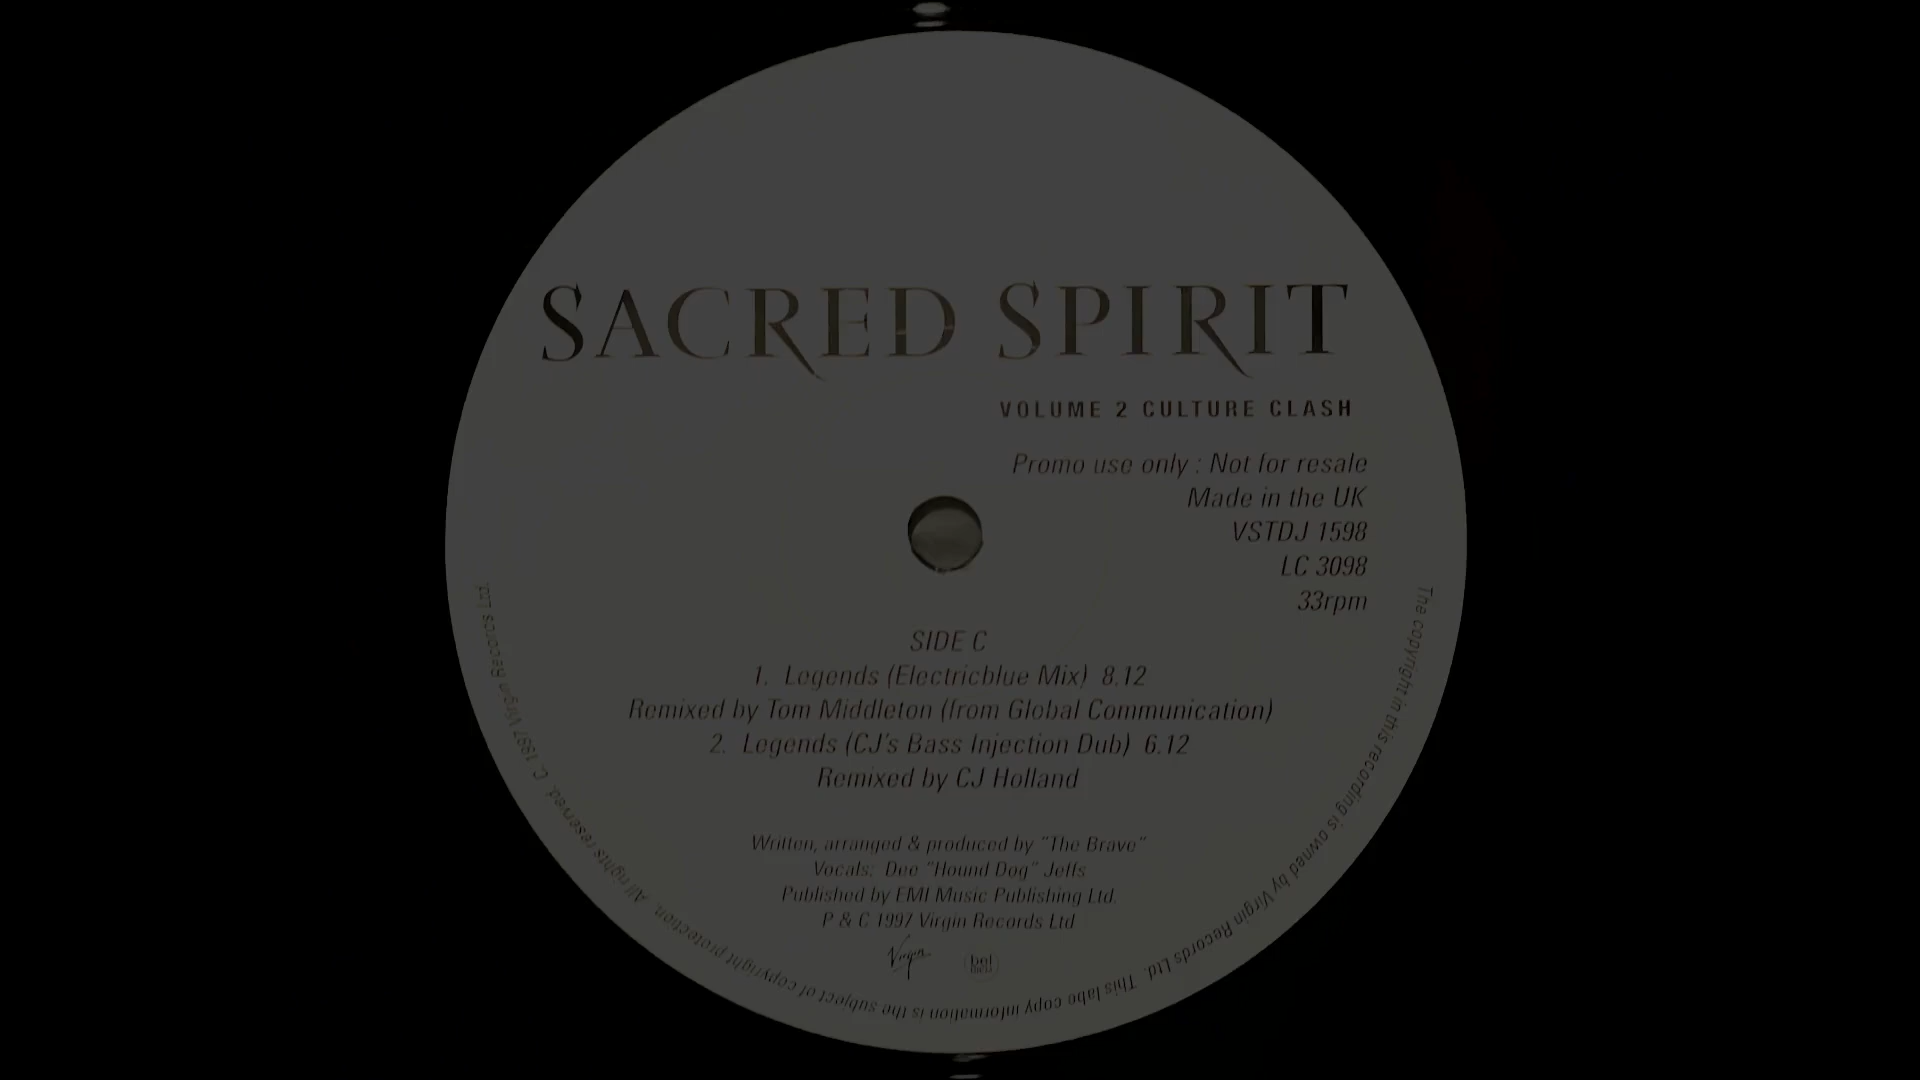 SACRED SPIRIT
VOLUME 2 CULTURE CLASH
Promo use only : Not for resale
Made in the UK
VSTDJ 1598
LC 3098
33rpm
SIDE C
1. Legends (Electricblue Mix) 8.12
Remixed by Tom Middleton (from Global Communication)
2. Legends (CJ's Bass Injection Dub) 6.12
Remixed by CJ Holland
Written, arranged & produced by "The Brave"
Vocals: Dee "Hound Dog" Jeffs
Published by EMI Music Publishing Ltd.
P & C 1997 Virgin Records Ltd
Virgin
The copyright in this recording is owned by Virgin Records Ltd. This labe copy information is the subject of copyright protection. All rights reserved. C. 1997 Virgin Records Ltd.